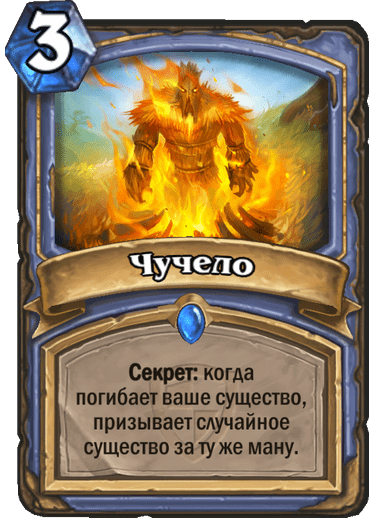 3
Чучело
Секрет: когда
погибает ваше существо,
призывает случайное
существо за ту же ману.